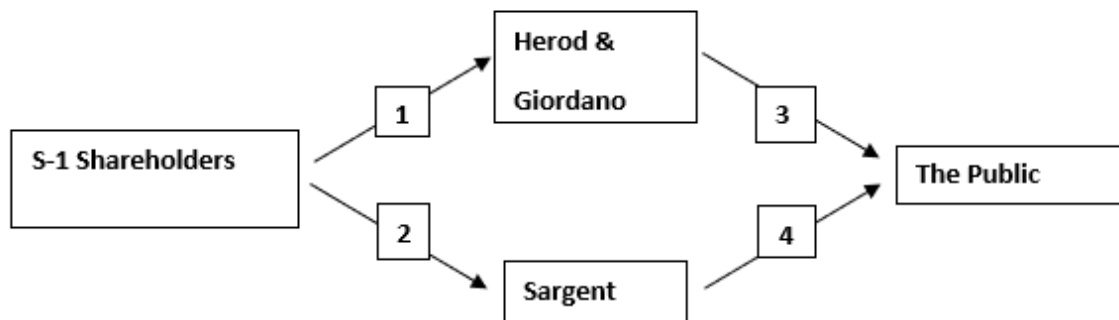 Herod &
Giordano
1
3
S-1 Shareholders
The Public
2
4
Sargent